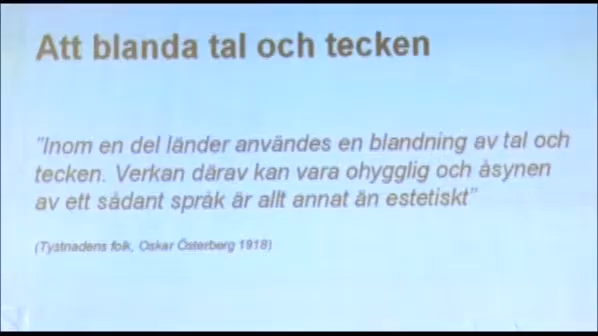 Att blanda tal och tecken
"Inom en del länder användes en blandning av tal och
tecken. Verkan därav kan vara ohygglig och åsynen
av ett sådant språk är allt annat än estetiskt"
(Tystnadens folk, Oskar Österberg 1918)